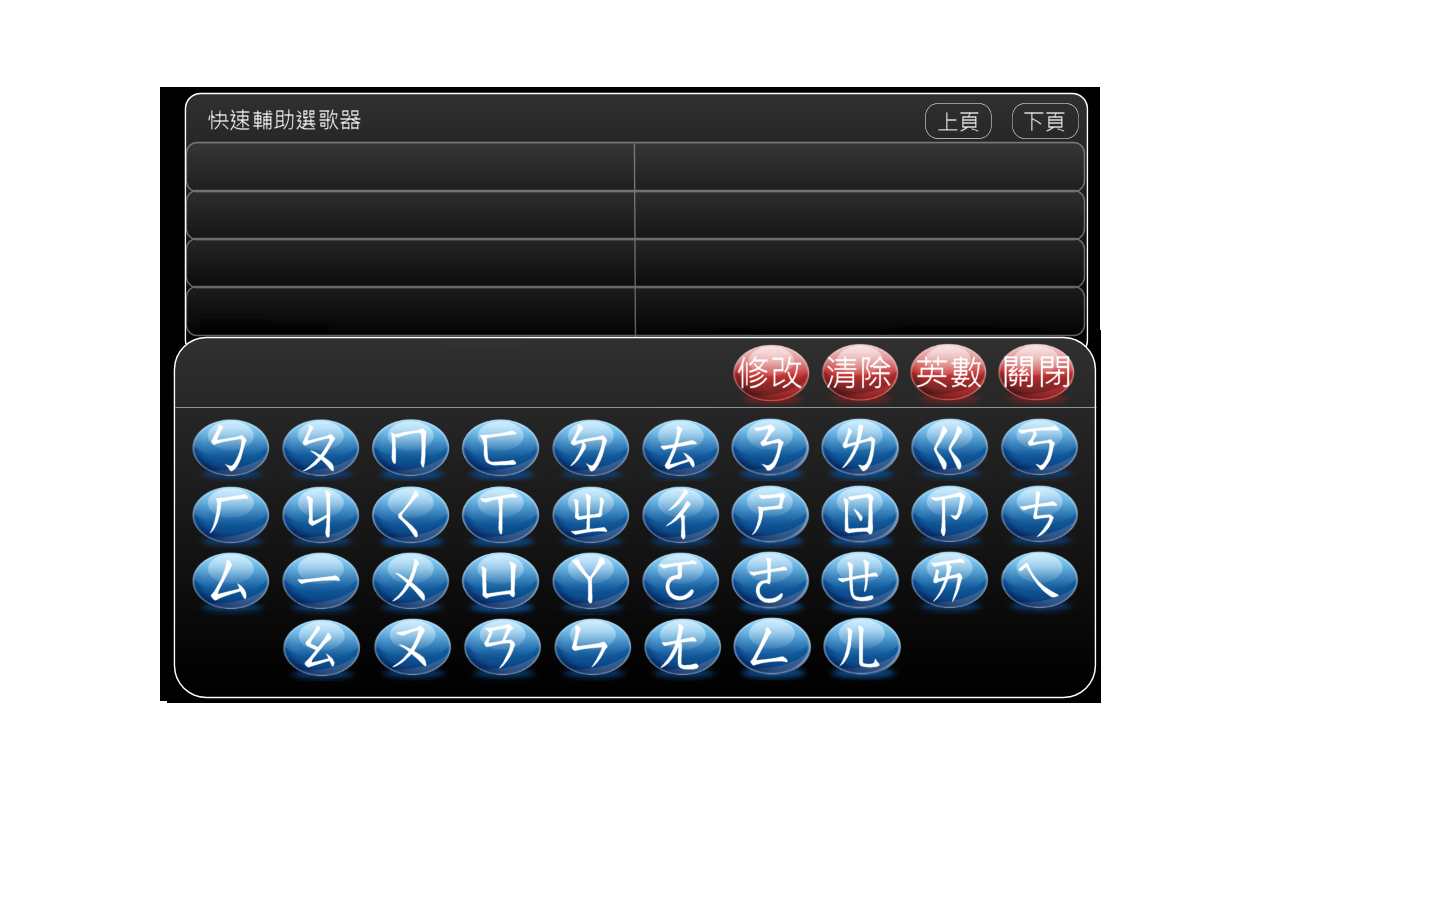 快速輔助選歌器 上頁 下頁
修改 清除 英數 關閉
ㄅ ㄆ ㄇ ㄈ ㄉ ㄊ ㄋ ㄌ ㄍ ㄎ
ㄏ ㄐ ㄑ ㄒ ㄓ ㄔ ㄕ ㄖ ㄗ ㄘ
ㄙ ㄧ ㄨ ㄩ ㄚ ㄛ ㄜ ㄝ ㄞ ㄟ
ㄠ ㄡ ㄢ ㄣ ㄤ ㄥ ㄦ